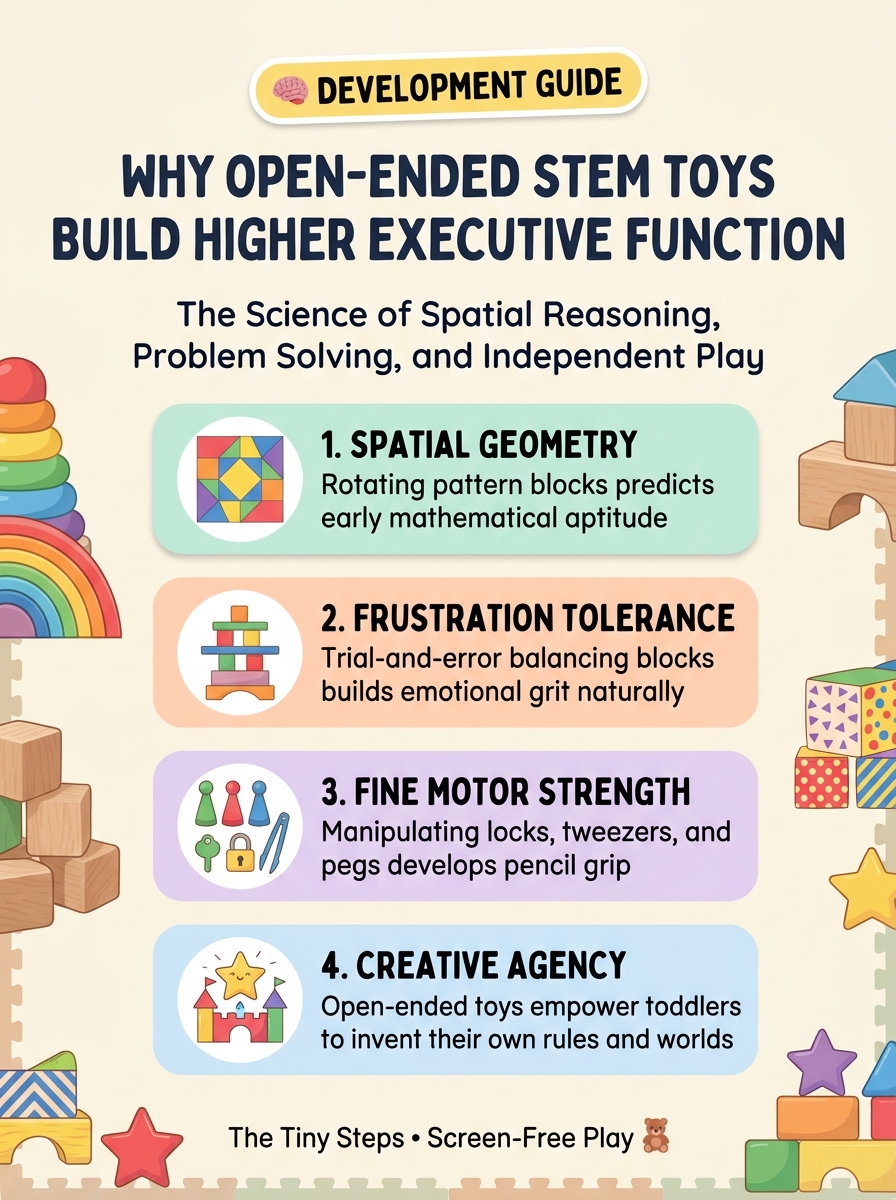 DEVELOPMENT GUIDE
WHY OPEN-ENDED STEM TOYS
BUILD HIGHER EXECUTIVE FUNCTION
The Science of Spatial Reasoning,
Problem Solving, and Independent Play
1. SPATIAL GEOMETRY
Rotating pattern blocks predicts
early mathematical aptitude
2. FRUSTRATION TOLERANCE
Trial-and-error balancing blocks
builds emotional grit naturally
3. FINE MOTOR STRENGTH
Manipulating locks, tweezers, and
pegs develops pencil grip
4. CREATIVE AGENCY
Open-ended toys empower toddlers
to invent their own rules and worlds
The Tiny Steps • Screen-Free Play